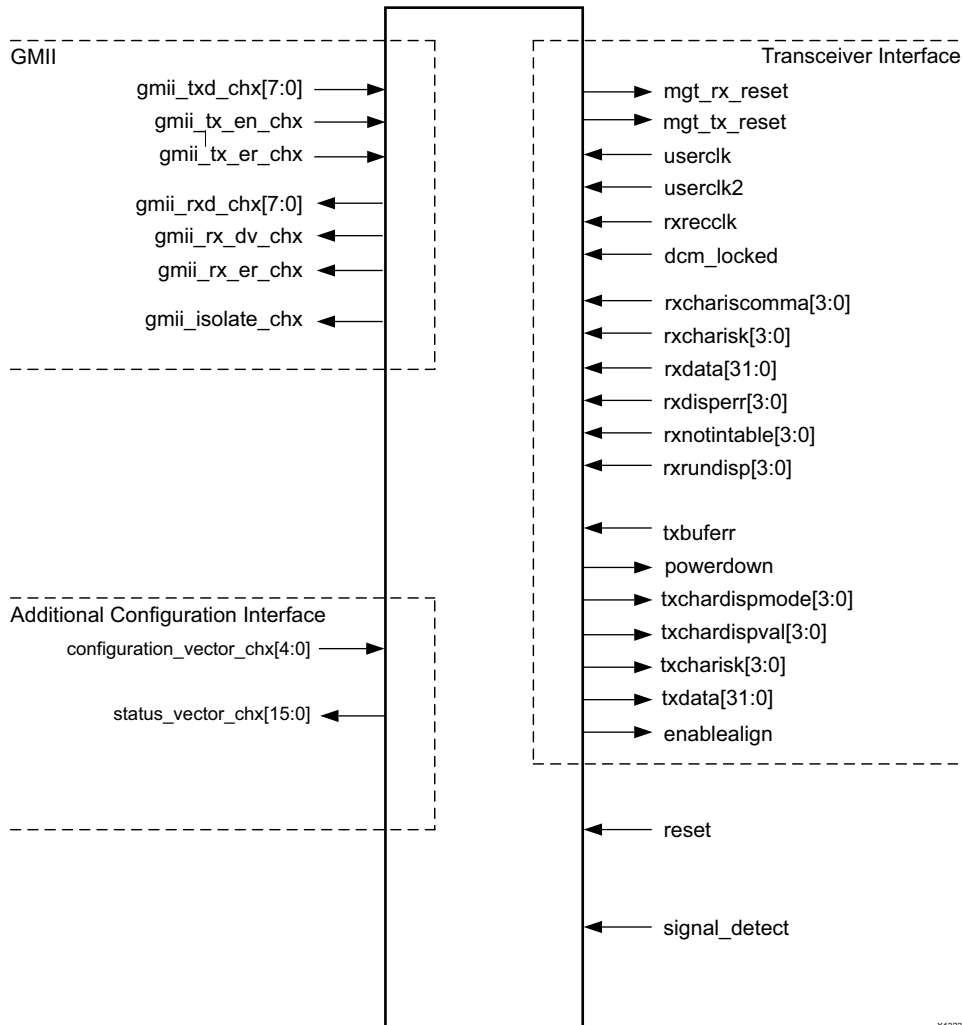 GMII
gmii_txd_chx[7:0]
gmii_tx_en_chx
gmii_tx_er_chx
gmii_rxd_chx[7:0]
gmii_rx_dv_chx
gmii_rx_er_chx
gmii_isolate_chx
Additional Configuration Interface
configuration_vector_chx[4:0]
status_vector_chx[15:0]
Transceiver Interface
mgt_rx_reset
mgt_tx_reset
userclk
userclk2
rxrecclk
dcm_locked
rxchariscomma[3:0]
rxcharisk[3:0]
rxdata[31:0]
rxdisperr[3:0]
rxnotintable[3:0]
rxrundisp[3:0]
txbuferr
powerdown
txchardispmode[3:0]
txchardispval[3:0]
txcharisk[3:0]
txdata[31:0]
enablealign
reset
signal_detect